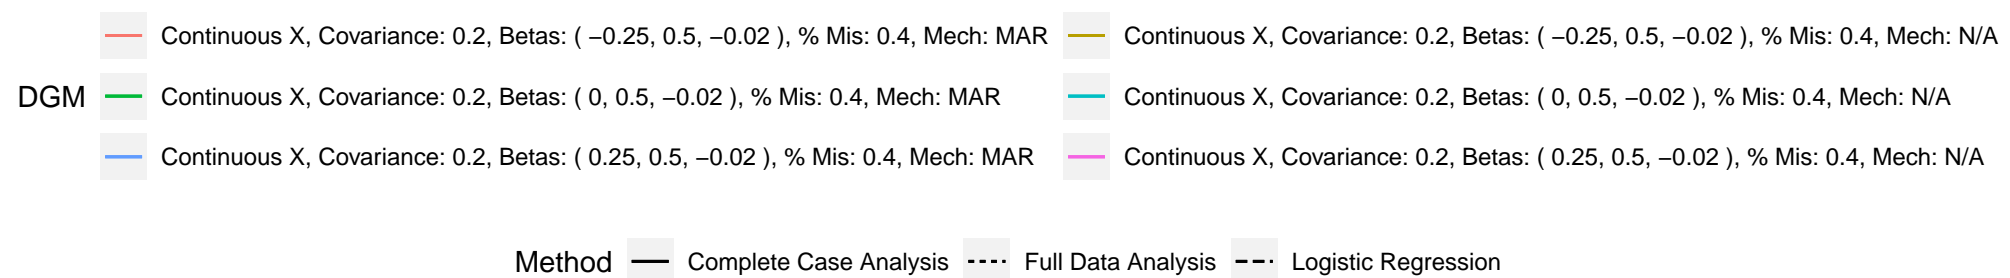 Continuous X, Covariance: 0.2, Betas: ( −0.25, 0.5, −0.02 ), % Mis: 0.4, Mech: MAR Continuous X, Covariance: 0.2, Betas: ( −0.25, 0.5, −0.02 ), % Mis: 0.4, Mech: N/A
DGM Continuous X, Covariance: 0.2, Betas: ( 0, 0.5, −0.02 ), % Mis: 0.4, Mech: MAR Continuous X, Covariance: 0.2, Betas: ( 0, 0.5, −0.02 ), % Mis: 0.4, Mech: N/A
Continuous X, Covariance: 0.2, Betas: ( 0.25, 0.5, −0.02 ), % Mis: 0.4, Mech: MAR Continuous X, Covariance: 0.2, Betas: ( 0.25, 0.5, −0.02 ), % Mis: 0.4, Mech: N/A
Method Complete Case Analysis Full Data Analysis Logistic Regression